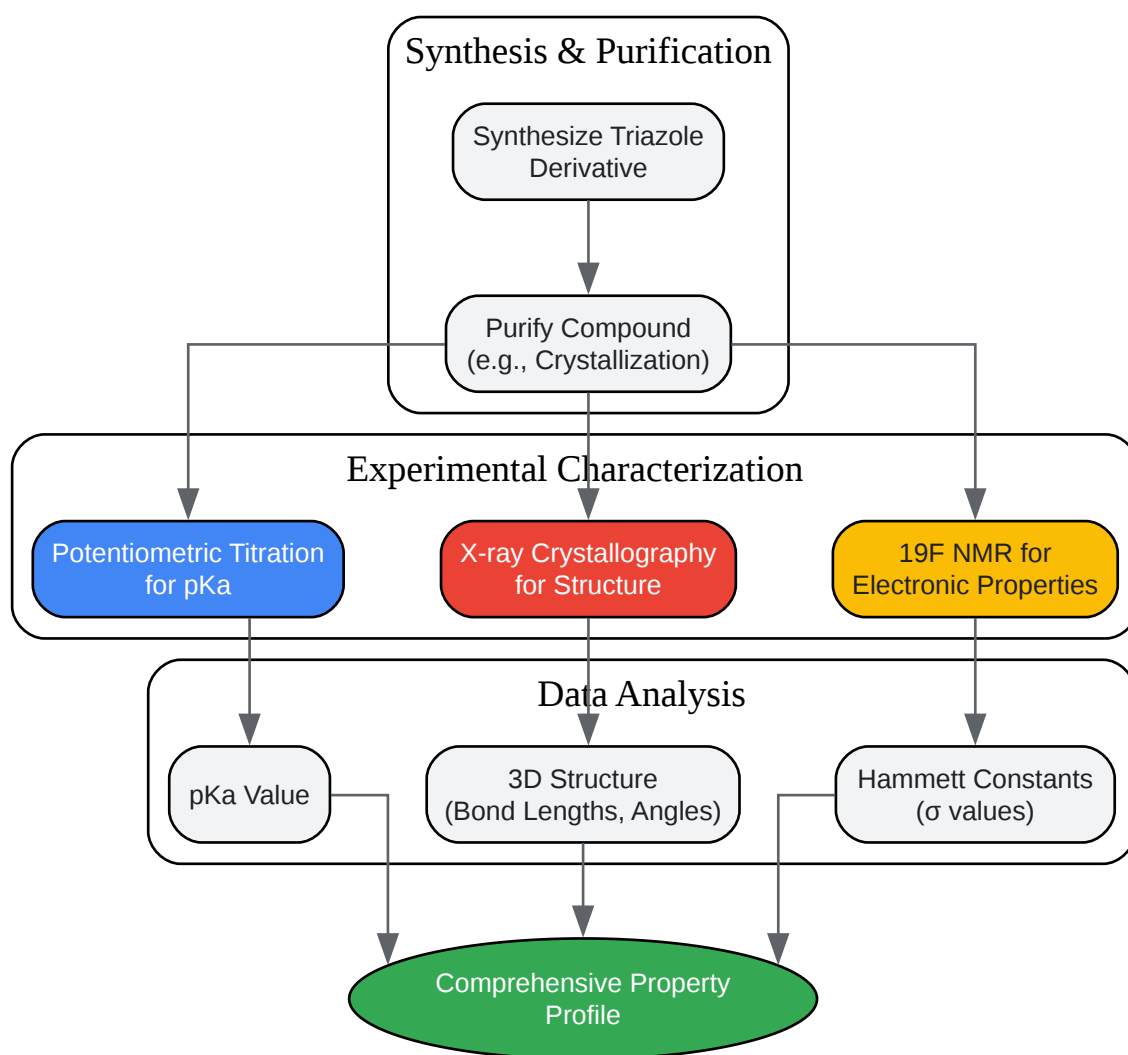 Synthesis & Purification
Synthesize Triazole
Derivative
Purify Compound
(e.g., Crystallization)
Experimental Characterization
Potentiometric Titration
for pKa
X-ray Crystallography
for Structure
19F NMR for
Electronic Properties
Data Analysis
pKa Value
3D Structure
(Bond Lengths, Angles)
Hammett Constants
(σ values)
Comprehensive Property
Profile